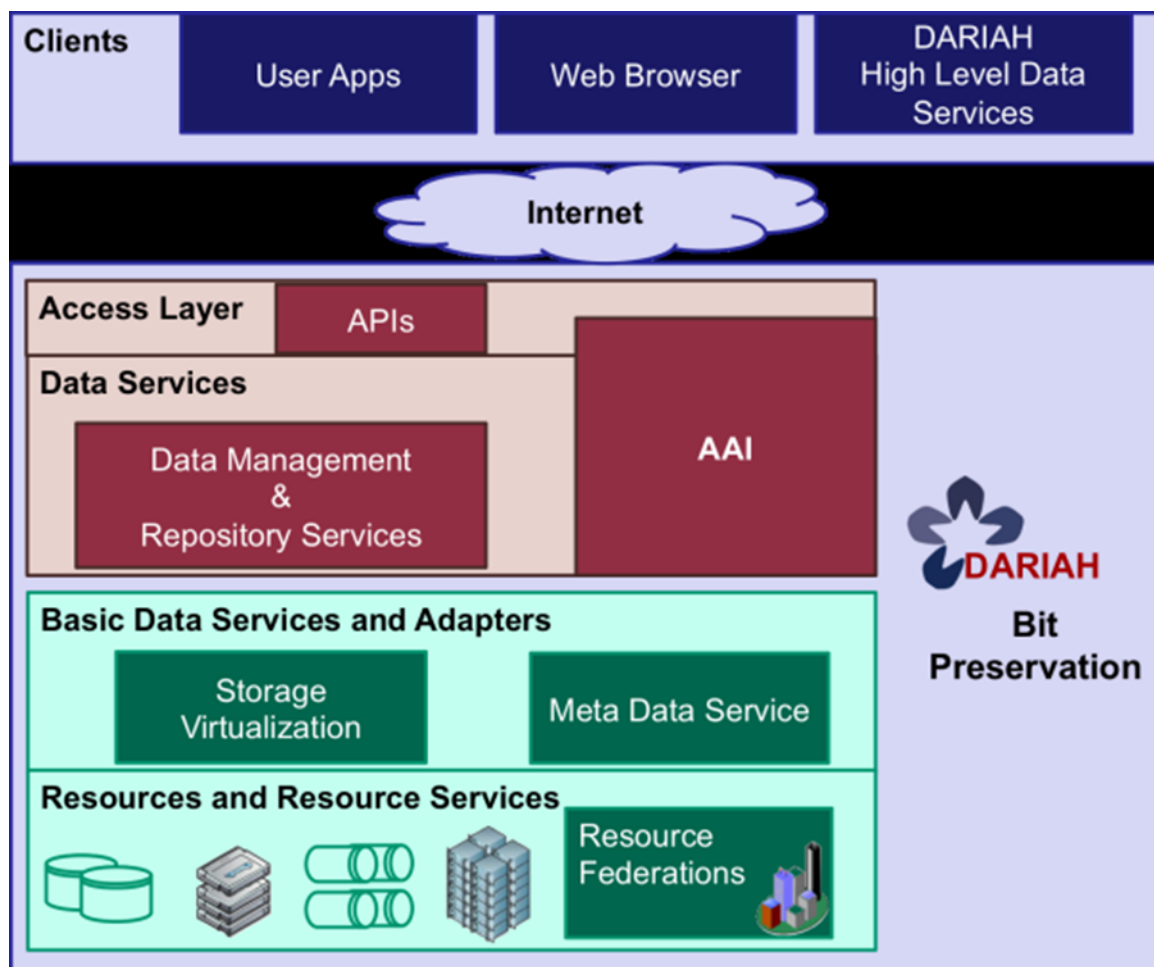 Clients
User Apps
Web Browser
DARIAH
High Level Data
Services
Internet
Access Layer
APIs
Data Services
Data Management
&
Repository Services
AAI
DARIAH
Bit
Preservation
Basic Data Services and Adapters
Storage
Virtualization
Meta Data Service
Resources and Resource Services
Resource
Federations